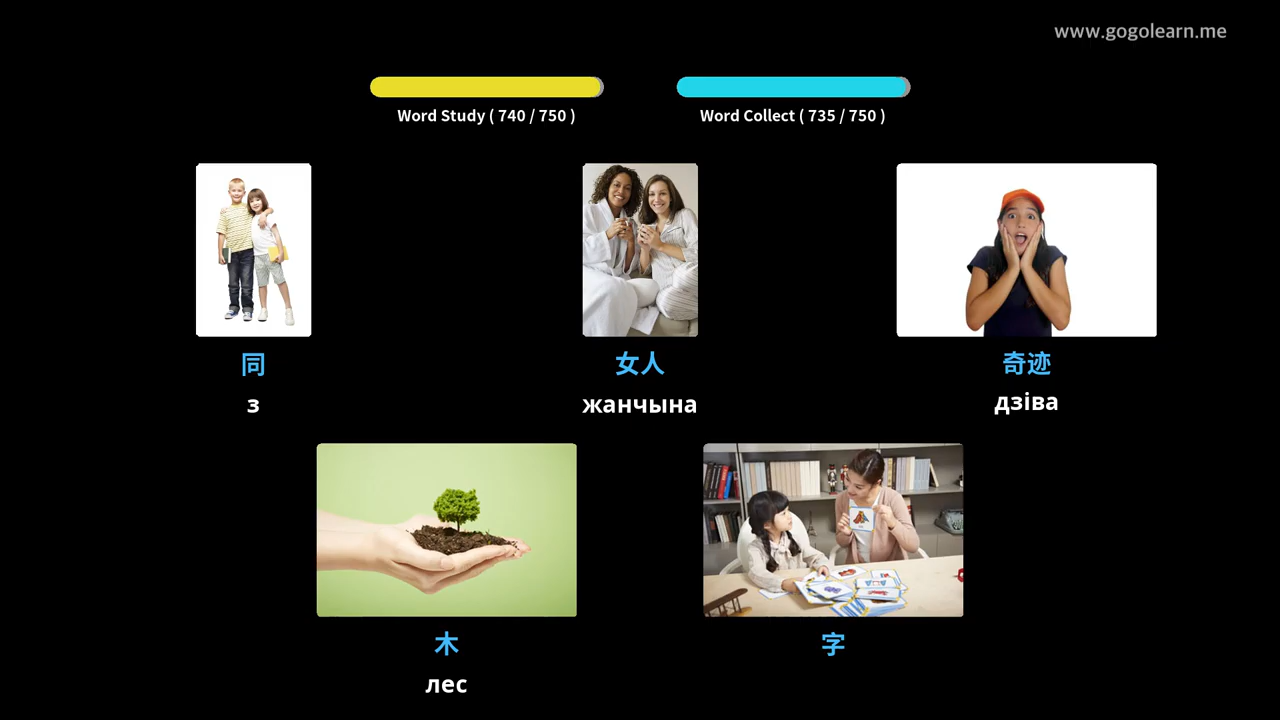 www.gogolearn.me
Word Study ( 740 / 750 )
Word Collect ( 735 / 750 )
同
з
女人
жанчына
奇迹
дзіва
木
лес
字